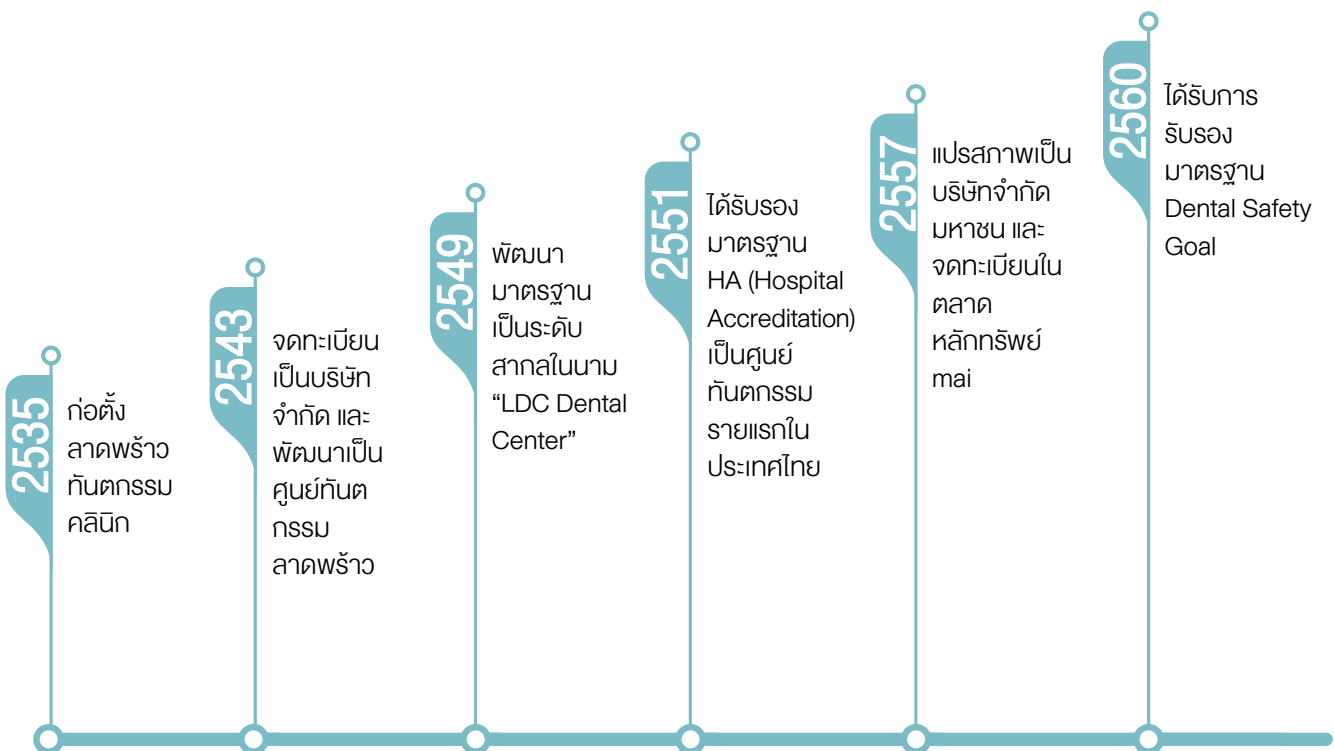 2535
ก่อตั้ง
ลาดพร้าว
ทันตกรรม
คลินิก
2543
จดทะเบียน
เป็นบริษัท
จำกัด และ
พัฒนาเป็น
ศูนย์ทันต
กรรม
ลาดพร้าว
2549
พัฒนา
มาตรฐาน
เป็นระดับ
สากลในนาม
“LDC Dental
Center”
2551
ได้รับรอง
มาตรฐาน
HA (Hospital
Accreditation)
เป็นศูนย์
ทันตกรรม
รายแรกใน
ประเทศไทย
2557
แปรสภาพเป็น
บริษัทจำกัด
มหาชน และ
จดทะเบียนใน
ตลาด
หลักทรัพย์
mai
2560
ได้รับการ
รับรอง
มาตรฐาน
Dental Safety
Goal